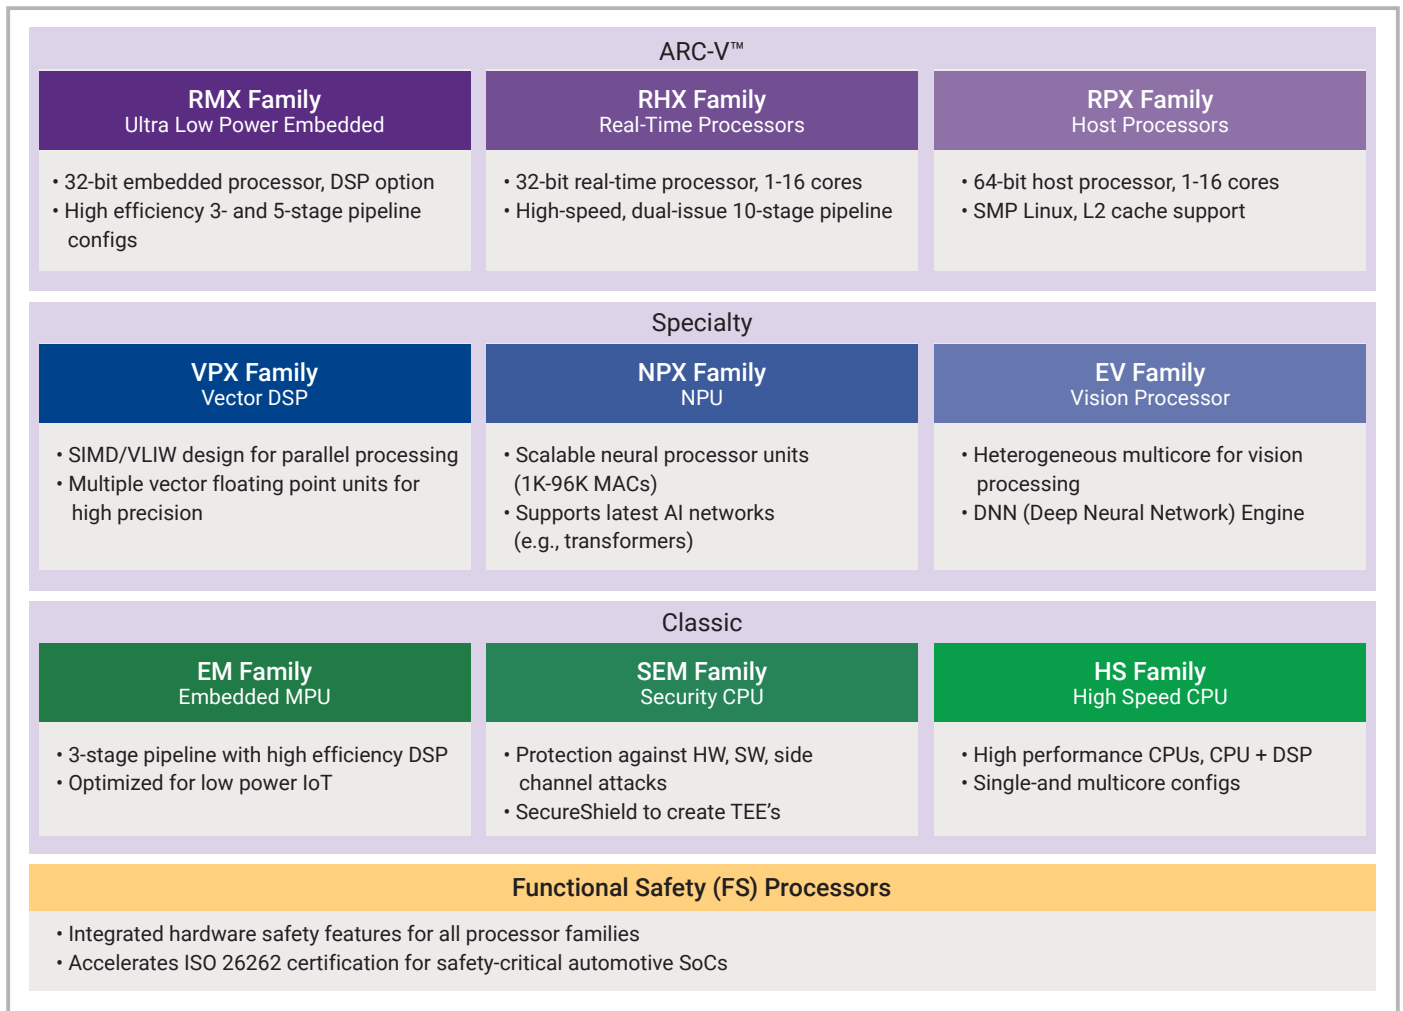 ARC-V™
RMX Family
Ultra Low Power Embedded
• 32-bit embedded processor, DSP option
• High efficiency 3- and 5-stage pipeline
configs
RHX Family
Real-Time Processors
• 32-bit real-time processor, 1-16 cores
• High-speed, dual-issue 10-stage pipeline
RPX Family
Host Processors
• 64-bit host processor, 1-16 cores
• SMP Linux, L2 cache support
Specialty
VPX Family
Vector DSP
• SIMD/VLIW design for parallel processing
• Multiple vector floating point units for
high precision
NPX Family
NPU
• Scalable neural processor units
(1K-96K MACs)
• Supports latest AI networks
(e.g., transformers)
EV Family
Vision Processor
• Heterogeneous multicore for vision
processing
• DNN (Deep Neural Network) Engine
Classic
EM Family
Embedded MPU
• 3-stage pipeline with high efficiency DSP
• Optimized for low power IoT
SEM Family
Security CPU
• Protection against HW, SW, side
channel attacks
• SecureShield to create TEE's
HS Family
High Speed CPU
• High performance CPUs, CPU + DSP
• Single-and multicore configs
Functional Safety (FS) Processors
• Integrated hardware safety features for all processor families
• Accelerates ISO 26262 certification for safety-critical automotive SoCs